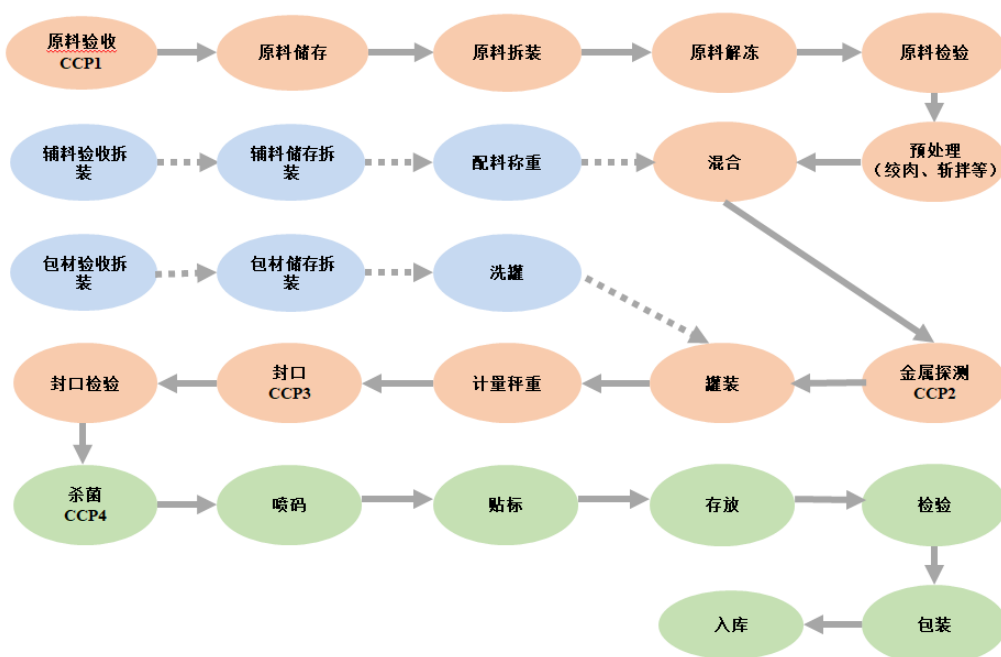 原料验收
CCP1
原料储存
原料拆装
原料解冻
原料检验
辅料验收拆
装
辅料储存拆
装
配料称重
混合
预处理
（绞肉、斩拌等）
包材验收拆
装
包材储存拆
装
洗罐
封口检验
封口
CCP3
计量秤重
罐装
金属探测
CCP2
杀菌
CCP4
喷码
贴标
存放
检验
入库
包装